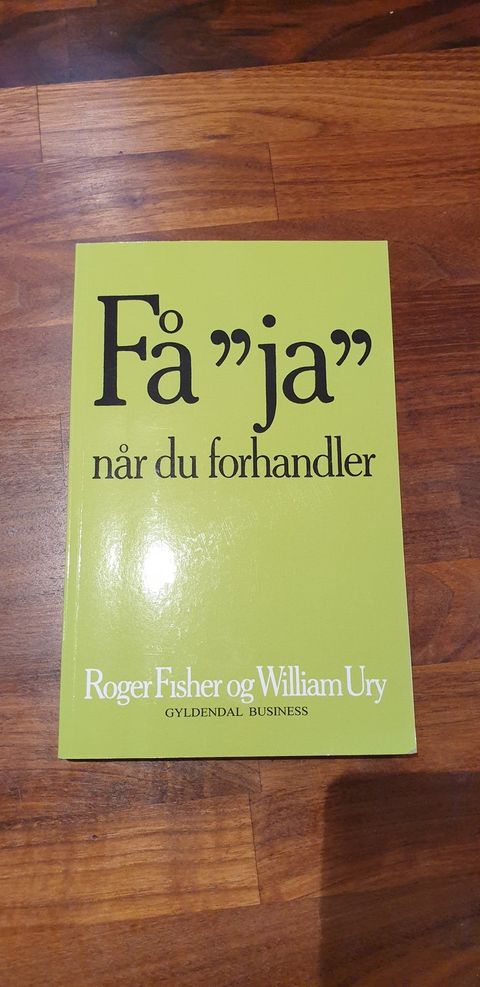 Få ”ja”
når du forhandler
Roger Fisher og William Ury
GYLDENDAL BUSINESS